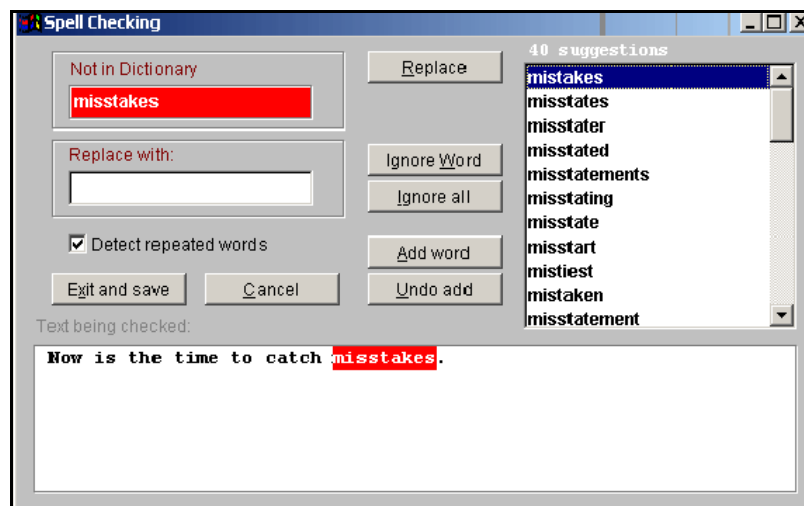 Spell Checking
Not in Dictionary
misstakes
Replace with:
Detect repeated words
Exit and save
Cancel
Replace
Ignore Word
Ignore all
Add word
Undo add
40 suggestions
mistakes
misstates
misstater
misstated
misstatements
misstating
misstate
misstart
mistiest
mistaken
misstatement
Text being checked:
Now is the time to catch misstakes.